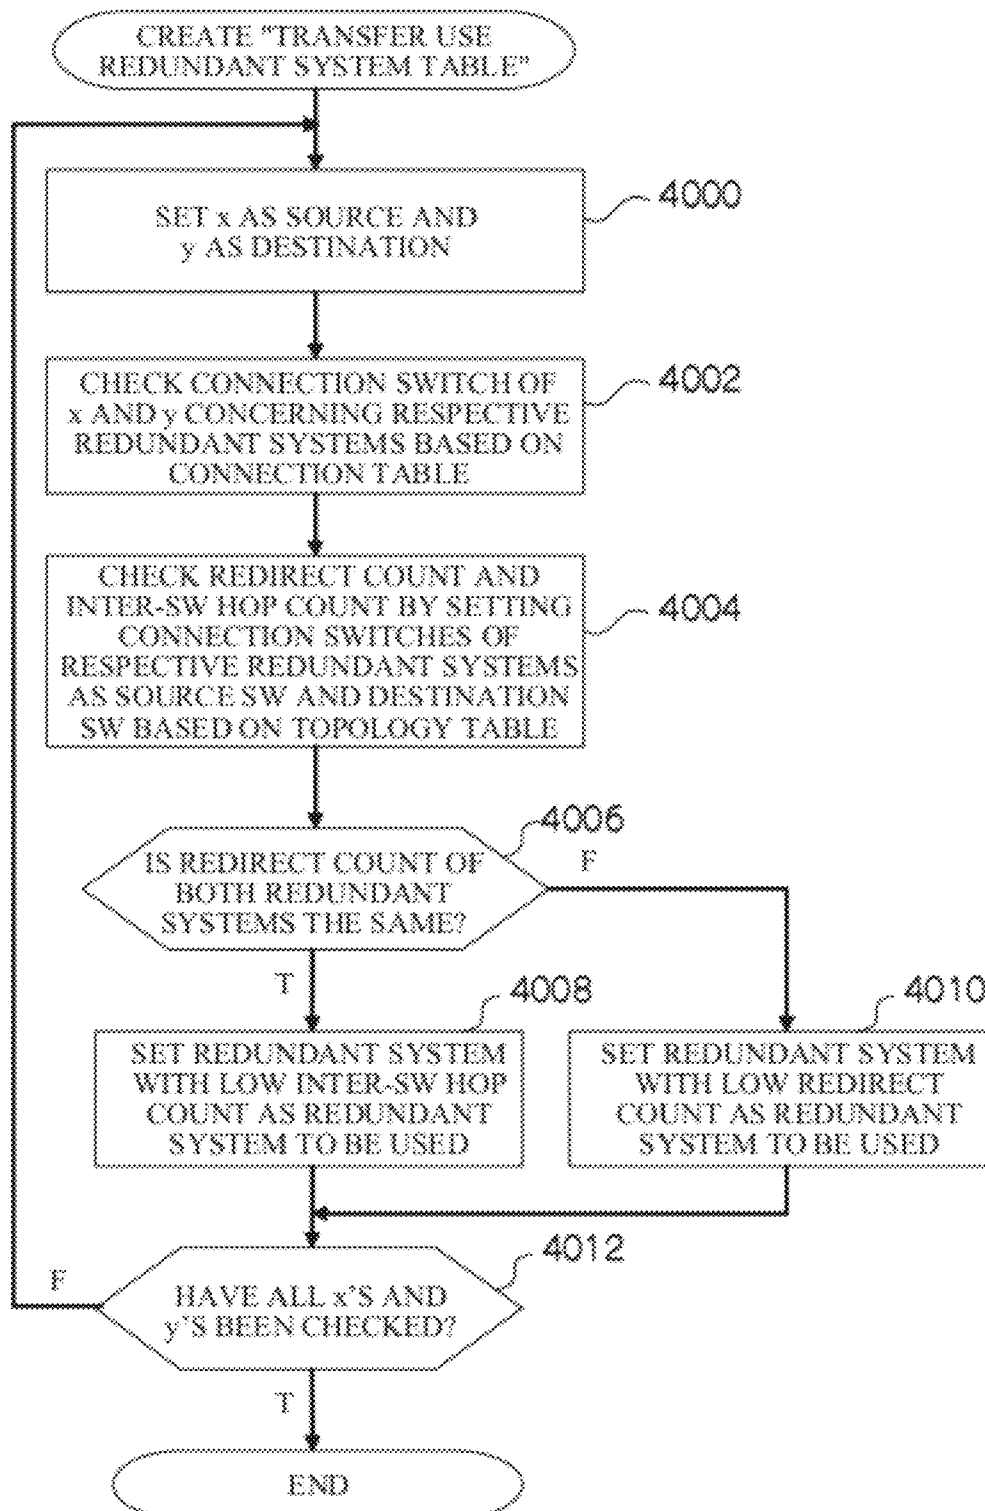 CREATE "TRANSFER USE
REDUNDANT SYSTEM TABLE"
4000
SET x AS SOURCE AND
y AS DESTINATION
4002
CHECK CONNECTION SWITCH OF
x AND y CONCERNING RESPECTIVE
REDUNDANT SYSTEMS BASED ON
CONNECTION TABLE
4004
CHECK REDIRECT COUNT AND
INTER-SW HOP COUNT BY SETTING
CONNECTION SWITCHES OF
RESPECTIVE REDUNDANT SYSTEMS
AS SOURCE SW AND DESTINATION
SW BASED ON TOPOLOGY TABLE
4006
IS REDIRECT COUNT OF
BOTH REDUNDANT
SYSTEMS THE SAME?
F
T
4008
SET REDUNDANT SYSTEM
WITH LOW INTER-SW HOP
COUNT AS REDUNDANT
SYSTEM TO BE USED
4010
SET REDUNDANT SYSTEM
WITH LOW REDIRECT
COUNT AS REDUNDANT
SYSTEM TO BE USED
4012
F
HAVE ALL x'S AND
y'S BEEN CHECKED?
T
END